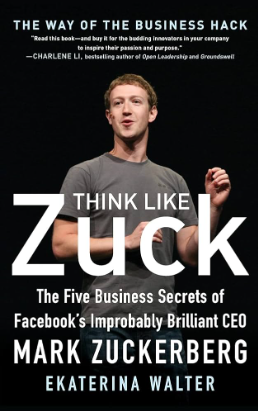 THE WAY OF THE BUSINESS HACK
"Read this book—and buy it for the budding innovators in your company
to inspire their passion and purpose."
—CHARLENE LI, bestselling author of Open Leadership and Groundswell
THINK LIKE
Zuck
The Five Business Secrets of
Facebook's Improbably Brilliant CEO
MARK ZUCKERBERG
EKATERINA WALTER